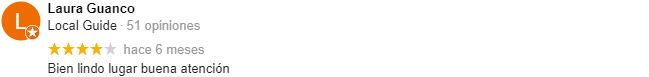 L
Laura Guanco
Local Guide · 51 opiniones
hace 6 meses
Bien lindo lugar buena atención